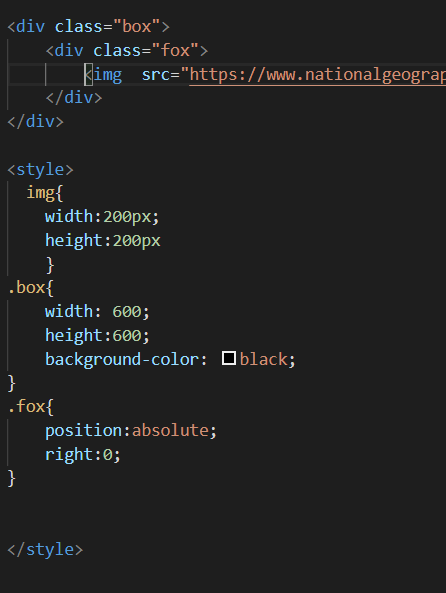 <div class="box">
    <div class="fox">
        <img  src="https://www.nationalgeograp
    </div>
</div>

<style>
  img{
    width:200px;
    height:200px
    }
.box{
    width: 600;
    height:600;
    background-color: black;
}
.fox{
    position:absolute;
    right:0;
}


</style>